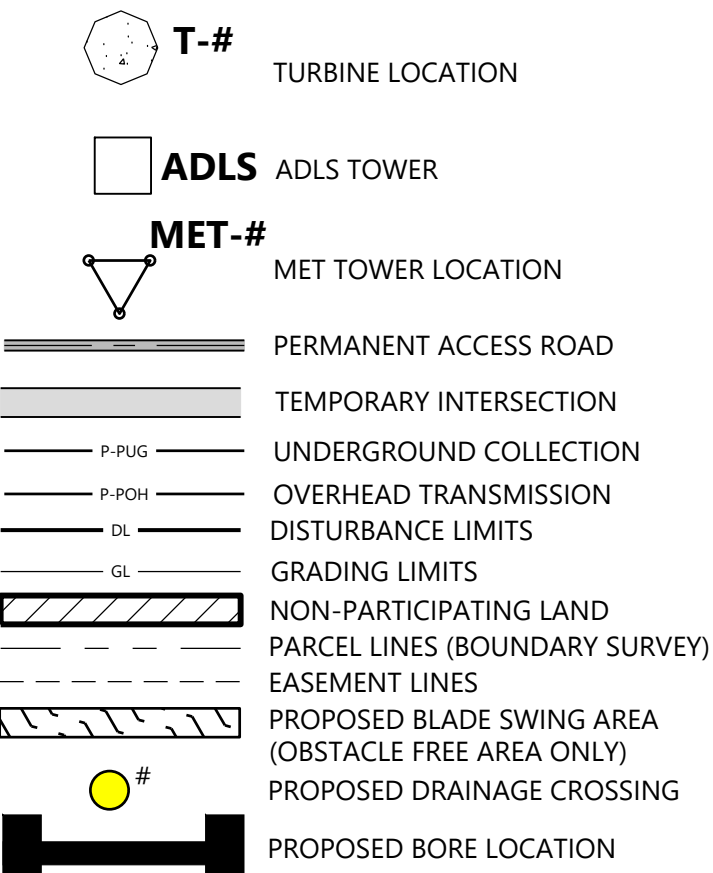 T-#
TURBINE LOCATION
ADLS ADLS TOWER
MET-#
MET TOWER LOCATION
PERMANENT ACCESS ROAD
TEMPORARY INTERSECTION
P-PUG UNDERGROUND COLLECTION
P-POH OVERHEAD TRANSMISSION
DL DISTURBANCE LIMITS
GL GRADING LIMITS
NON-PARTICIPATING LAND
PARCEL LINES (BOUNDARY SURVEY)
EASEMENT LINES
PROPOSED BLADE SWING AREA
(OBSTACLE FREE AREA ONLY)
# PROPOSED DRAINAGE CROSSING
PROPOSED BORE LOCATION